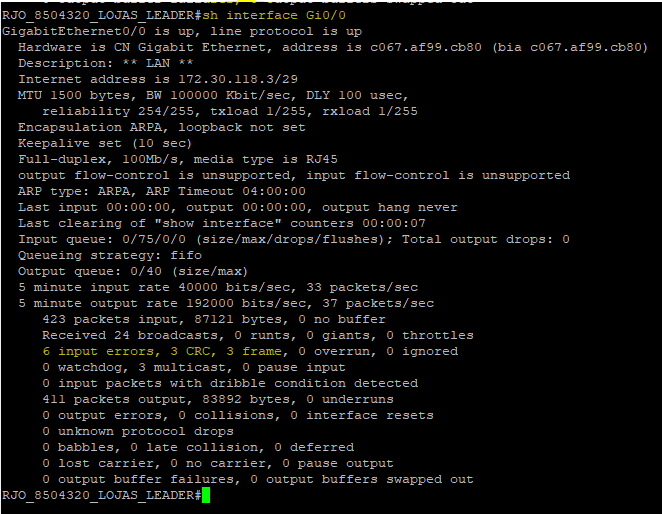 RJO_8504320_LOJAS_LEADER#sh interface Gi0/0
GigabitEthernet0/0 is up, line protocol is up
  Hardware is CN Gigabit Ethernet, address is c067.af99.cb80 (bia c067.af99.cb80)
  Description: ** LAN **
  Internet address is 172.30.118.3/29
  MTU 1500 bytes, BW 100000 Kbit/sec, DLY 100 usec,
     reliability 254/255, txload 1/255, rxload 1/255
  Encapsulation ARPA, loopback not set
  Keepalive set (10 sec)
  Full-duplex, 100Mb/s, media type is RJ45
  output flow-control is unsupported, input flow-control is unsupported
  ARP type: ARPA, ARP Timeout 04:00:00
  Last input 00:00:00, output 00:00:00, output hang never
  Last clearing of "show interface" counters 00:00:07
  Input queue: 0/75/0/0 (size/max/drops/flushes); Total output drops: 0
  Queueing strategy: fifo
  Output queue: 0/40 (size/max)
  5 minute input rate 40000 bits/sec, 33 packets/sec
  5 minute output rate 192000 bits/sec, 37 packets/sec
     423 packets input, 87121 bytes, 0 no buffer
     Received 24 broadcasts, 0 runts, 0 giants, 0 throttles
     6 input errors, 3 CRC, 3 frame, 0 overrun, 0 ignored
     0 watchdog, 3 multicast, 0 pause input
     0 input packets with dribble condition detected
     411 packets output, 83892 bytes, 0 underruns
     0 output errors, 0 collisions, 0 interface resets
     0 unknown protocol drops
     0 babbles, 0 late collision, 0 deferred
     0 lost carrier, 0 no carrier, 0 pause output
     0 output buffer failures, 0 output buffers swapped out
RJO_8504320_LOJAS_LEADER#